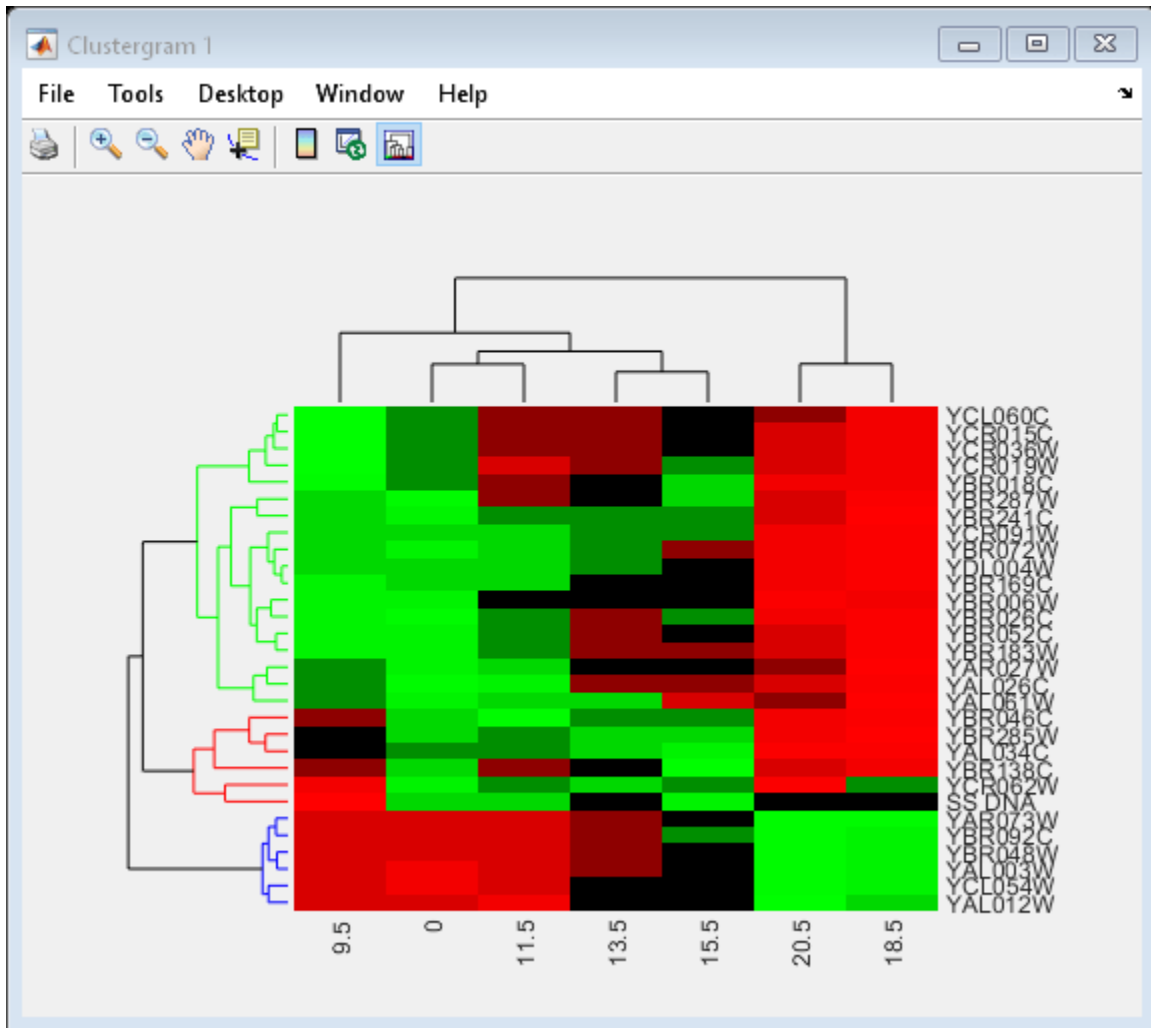 Clustergram 1
File Tools Desktop Window Help
YCL060C
YCR015C
YCR036W
YCR019W
YBR018C
YBR287W
YBR241C
YCR091W
YBR072W
YDL004W
YBR169C
YBR006W
YBR026C
YBR052C
YBR183W
YAR027W
YAL026C
YAL061W
YBR046C
YBR285W
YAL034C
YBR138C
YCR062W
SS DNA
YAR073W
YBR092C
YBR048W
YAL003W
YCL054W
YAL012W
9.5 0 11.5 13.5 15.5 20.5 18.5